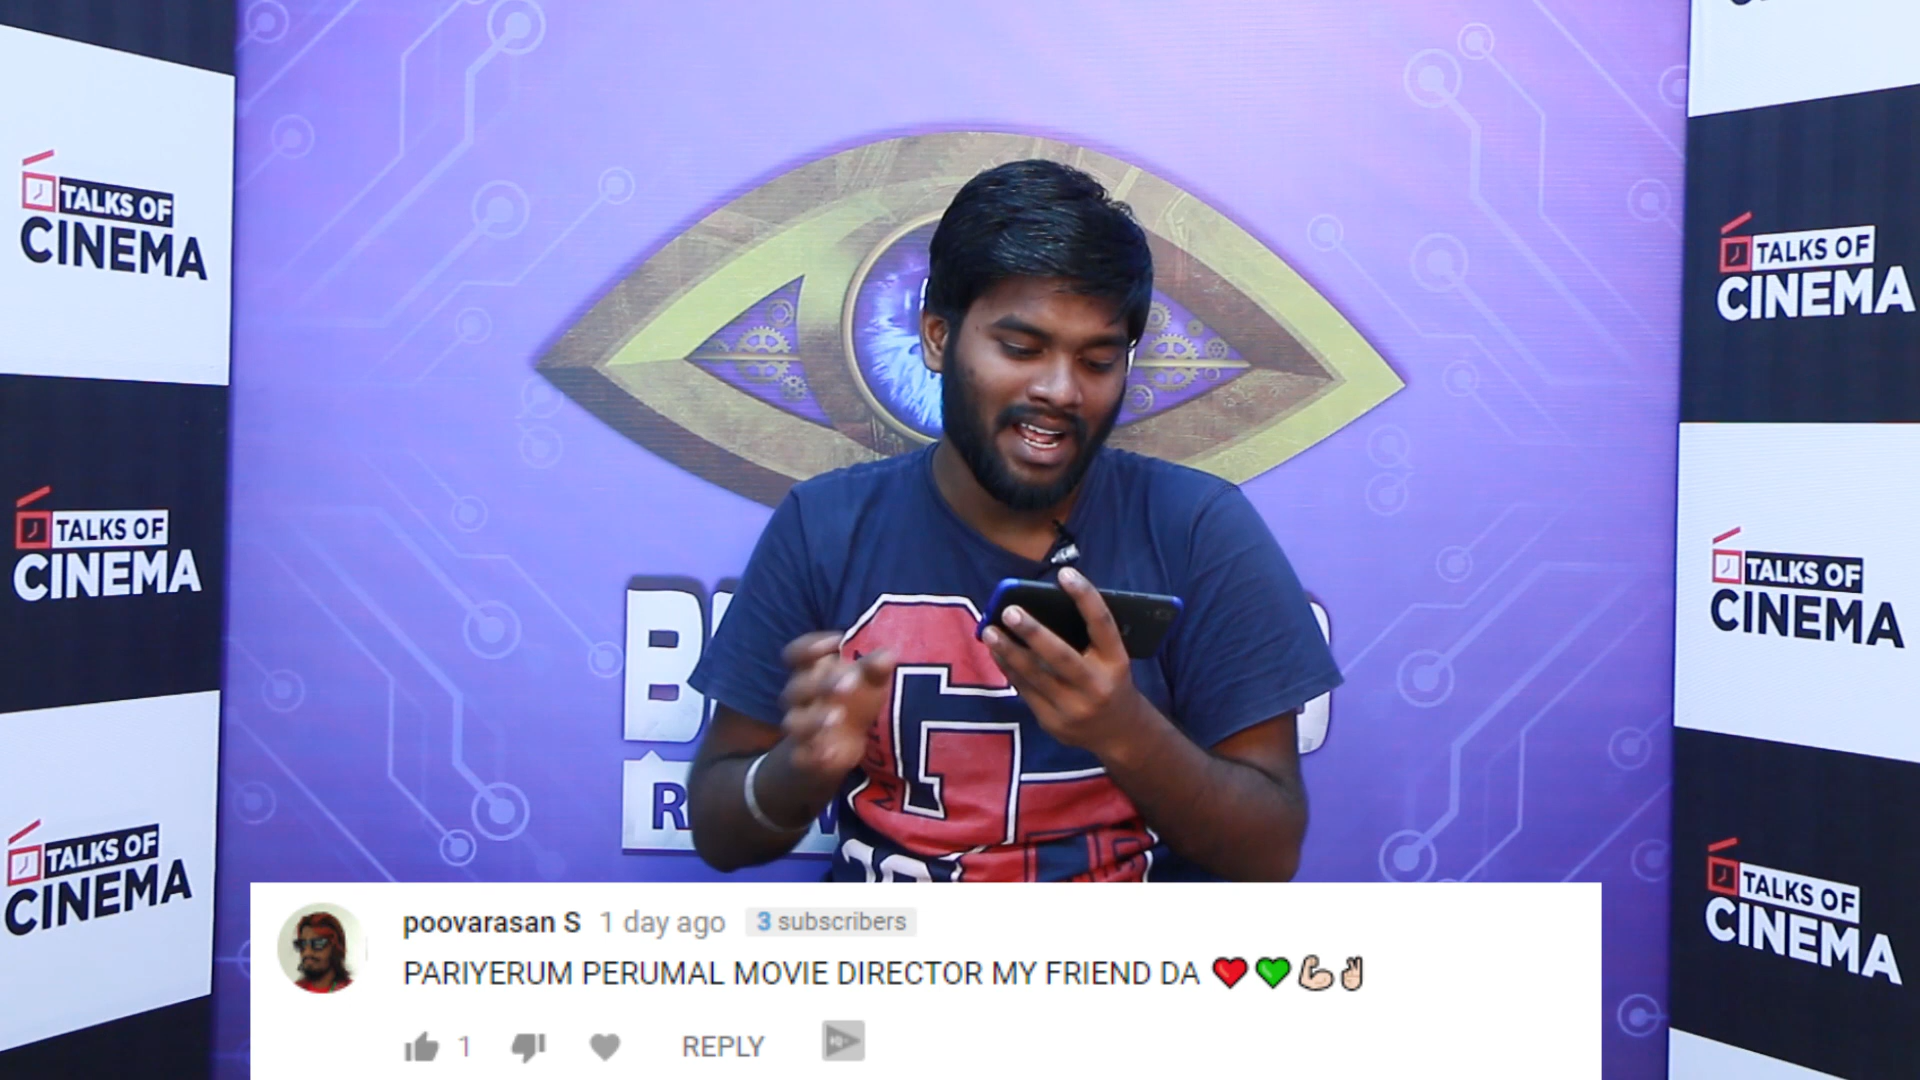 TALKS OF
CINEMA
TALKS OF
CINEMA
TALKS OF
CINEMA
G
TALKS OF
CINEMA
TALKS OF
CINEMA
TALKS OF
CINEMA
poovarasan S 1 day ago 3 subscribers
PARIYERUM PERUMAL MOVIE DIRECTOR MY FRIEND DA ❤️💚💪🏻✌🏻
1 REPLY